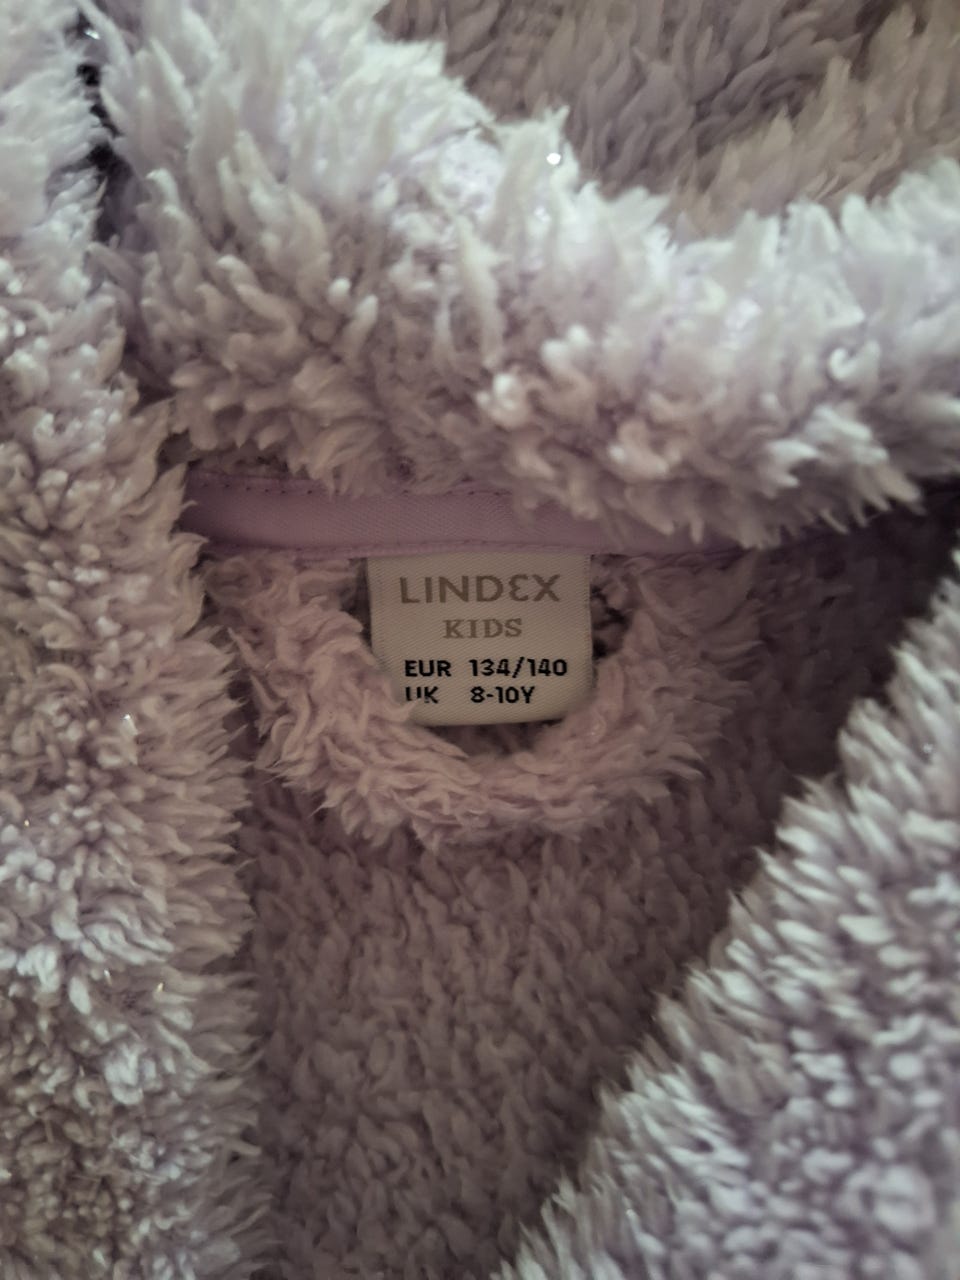 LINDEX
KIDS
EUR 134/140
UK 8-10Y